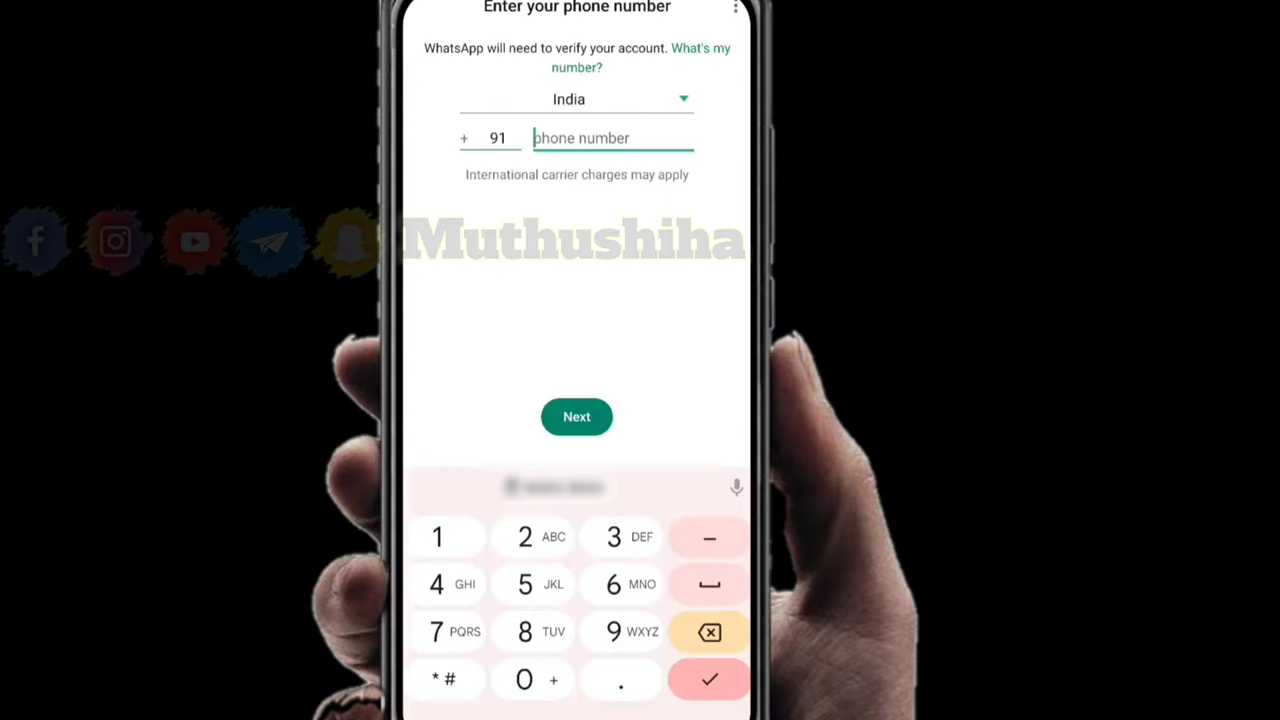 Enter your phone number
WhatsApp will need to verify your account. What's my
number?
India
+ 91 phone number
International carrier charges may apply
Muthushiha
Next
1 2 ABC 3 DEF –
4 GHI 5 JKL 6 MNO
7 PQRS 8 TUV 9 WXYZ
* # 0 + .